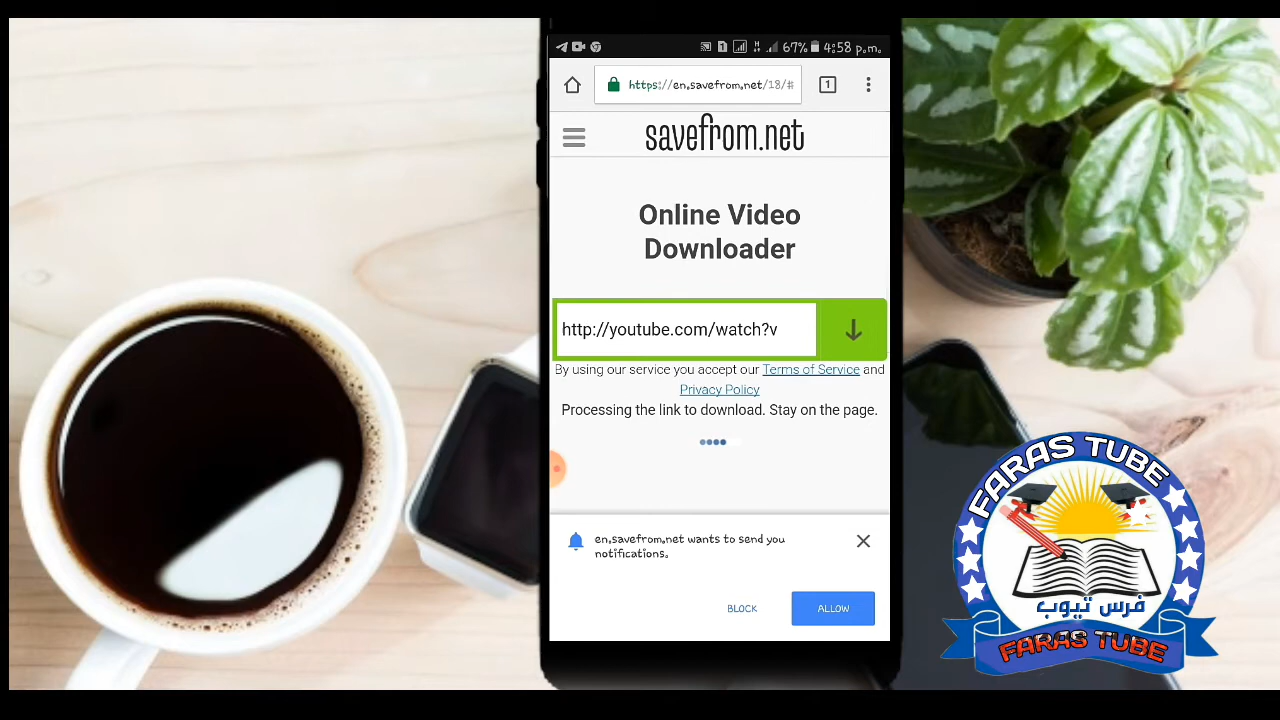 67% 4:58 p.m.
1
https://en.savefrom.net/18/#
savefrom.net
Online Video
Downloader
http://youtube.com/watch?v
By using our service you accept our Terms of Service and
Privacy Policy
Processing the link to download. Stay on the page.
en.savefrom.net wants to send you
notifications.
BLOCK
ALLOW
FARAS TUBE
فرس تيوب
FARAS TUBE